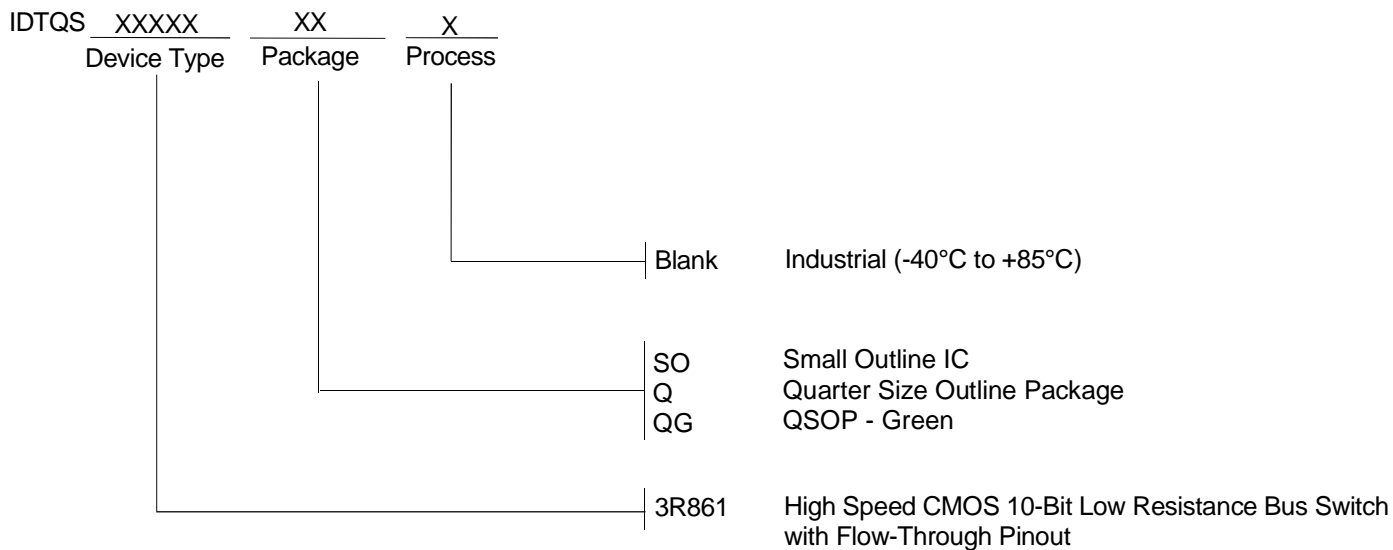 IDTQS XXXXX XX X
Device Type Package Process
Blank Industrial (-40°C to +85°C)
SO Small Outline IC
Q Quarter Size Outline Package
QG QSOP - Green
3R861 High Speed CMOS 10-Bit Low Resistance Bus Switch
with Flow-Through Pinout